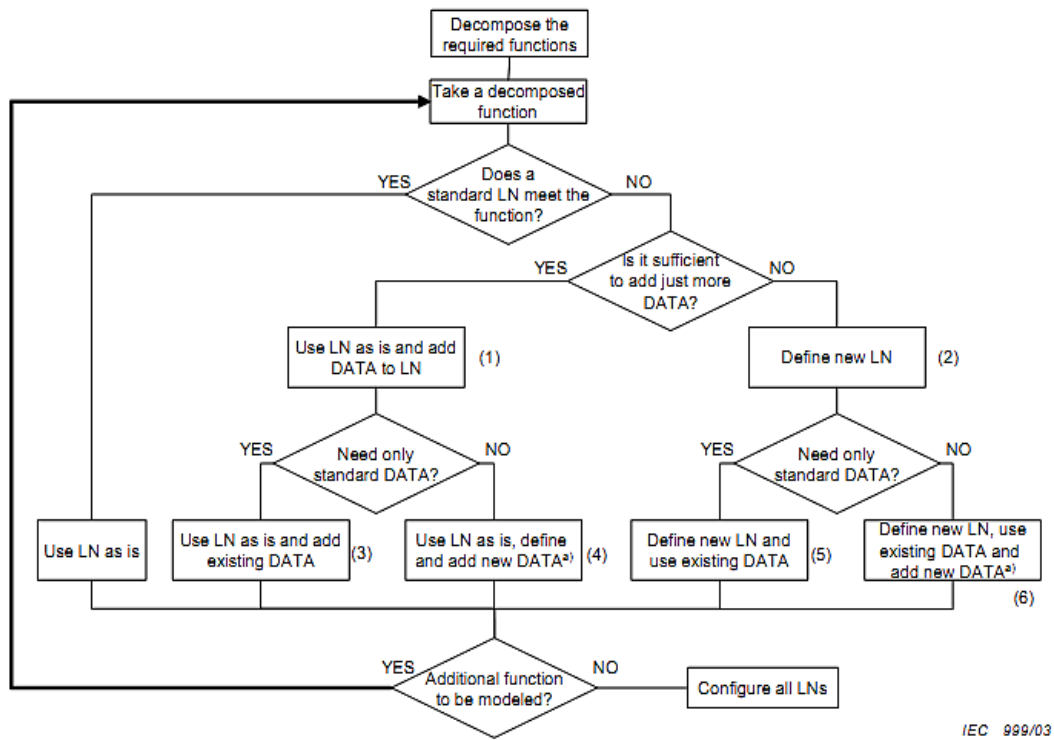 Decompose the
required functions
Take a decomposed
function
YES
Does a
standard LN meet the
function?
NO
YES
Is it sufficient
to add just more
DATA?
NO
Use LN as is and add
DATA to LN
(1)
Define new LN
(2)
YES
Need only
standard DATA?
NO
YES
Need only
standard DATA?
NO
Use LN as is
Use LN as is and add
existing DATA
(3)
Use LN as is, define
and add new DATAa)
(4)
Define new LN and
use existing DATA
(5)
Define new LN, use
existing DATA and
add new DATAa)
(6)
YES
Additional function
to be modeled?
NO
Configure all LNs
IEC 999/03